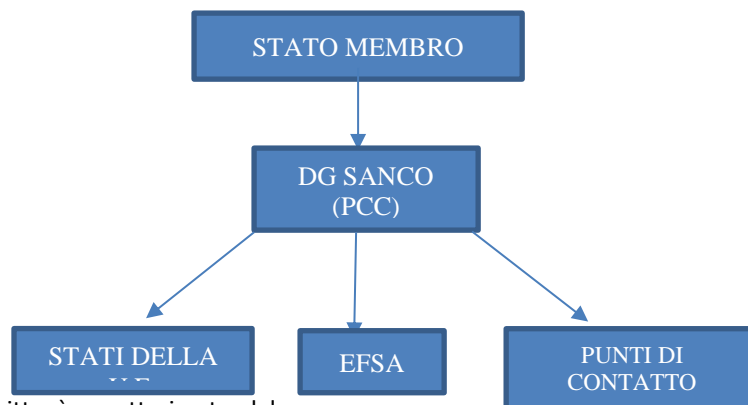 STATO MEMBRO
DG SANCO
(PCC)
STATI DELLA
EFSA
PUNTI DI
CONTATTO